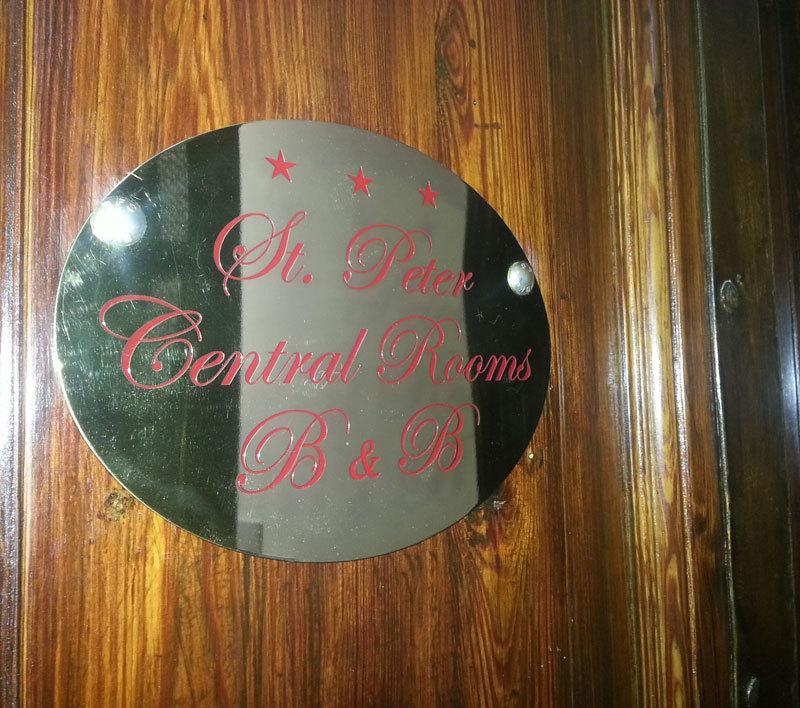 St. Peter
Central Rooms
B & B